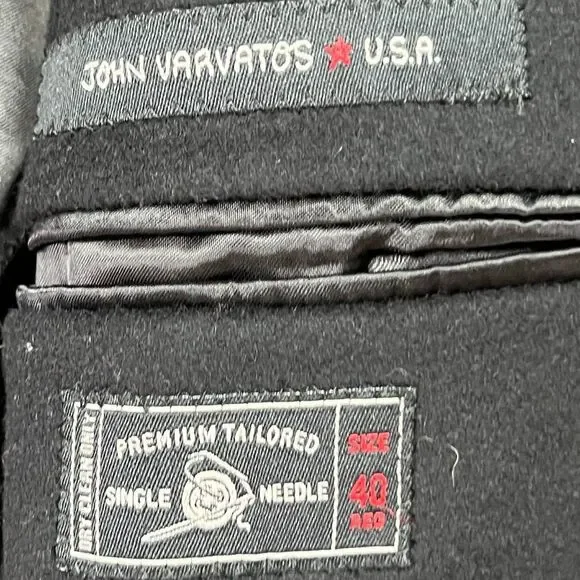 JOHN VARVATOS ★ U.S.A.
DRY CLEAN ONLY
PREMIUM TAILORED
SINGLE NEEDLE
SIZE
40
REG